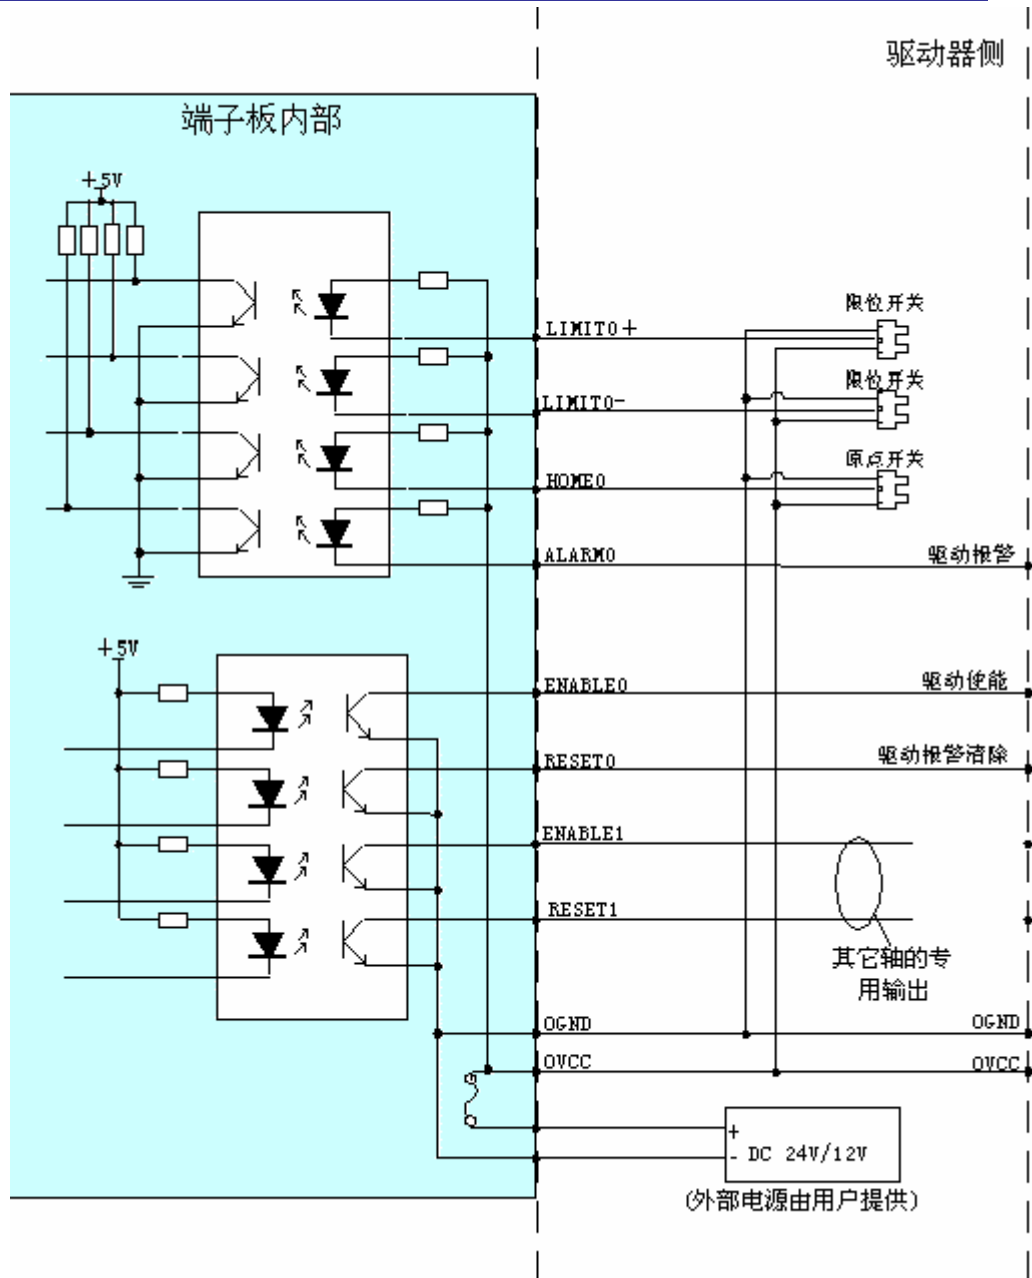 驱动器侧
端子板内部
+5V
限位开关
LIMIT0+
限位开关
LIMIT0-
原点开关
HOME0
ALARM0
驱动报警
+5V
ENABLE0
驱动使能
RESET0
驱动报警清除
ENABLE1
RESET1
其它轴的专
用输出
OGND
OGND
OVCC
OVCC
+
- DC 24V/12V
(外部电源由用户提供)